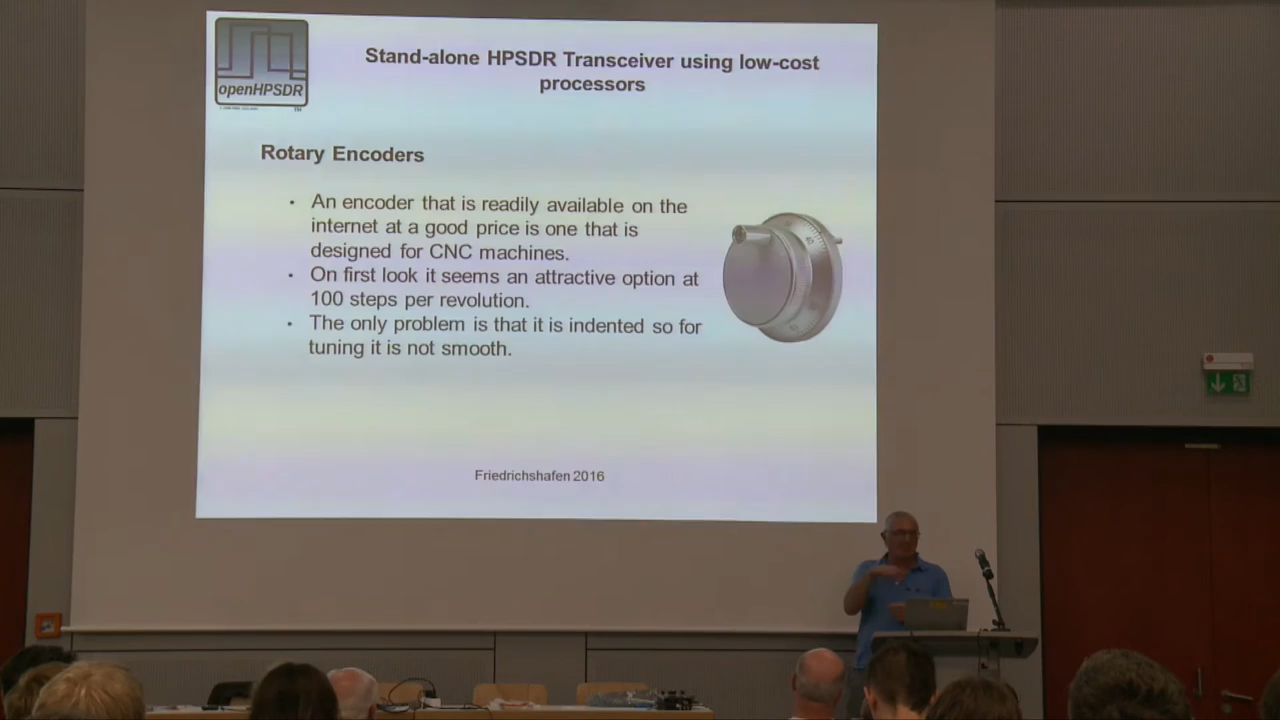 Stand-alone HPSDR Transceiver using low-cost
processors
openHPSDR
TM
Rotary Encoders
• An encoder that is readily available on the
internet at a good price is one that is
designed for CNC machines.
• On first look it seems an attractive option at
100 steps per revolution.
• The only problem is that it is indented so for
tuning it is not smooth.
Friedrichshafen 2016